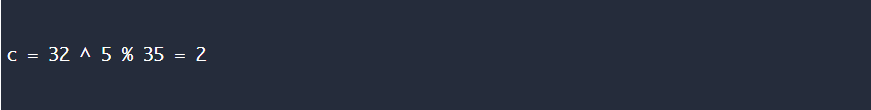 c = 32 ^ 5 % 35 = 2